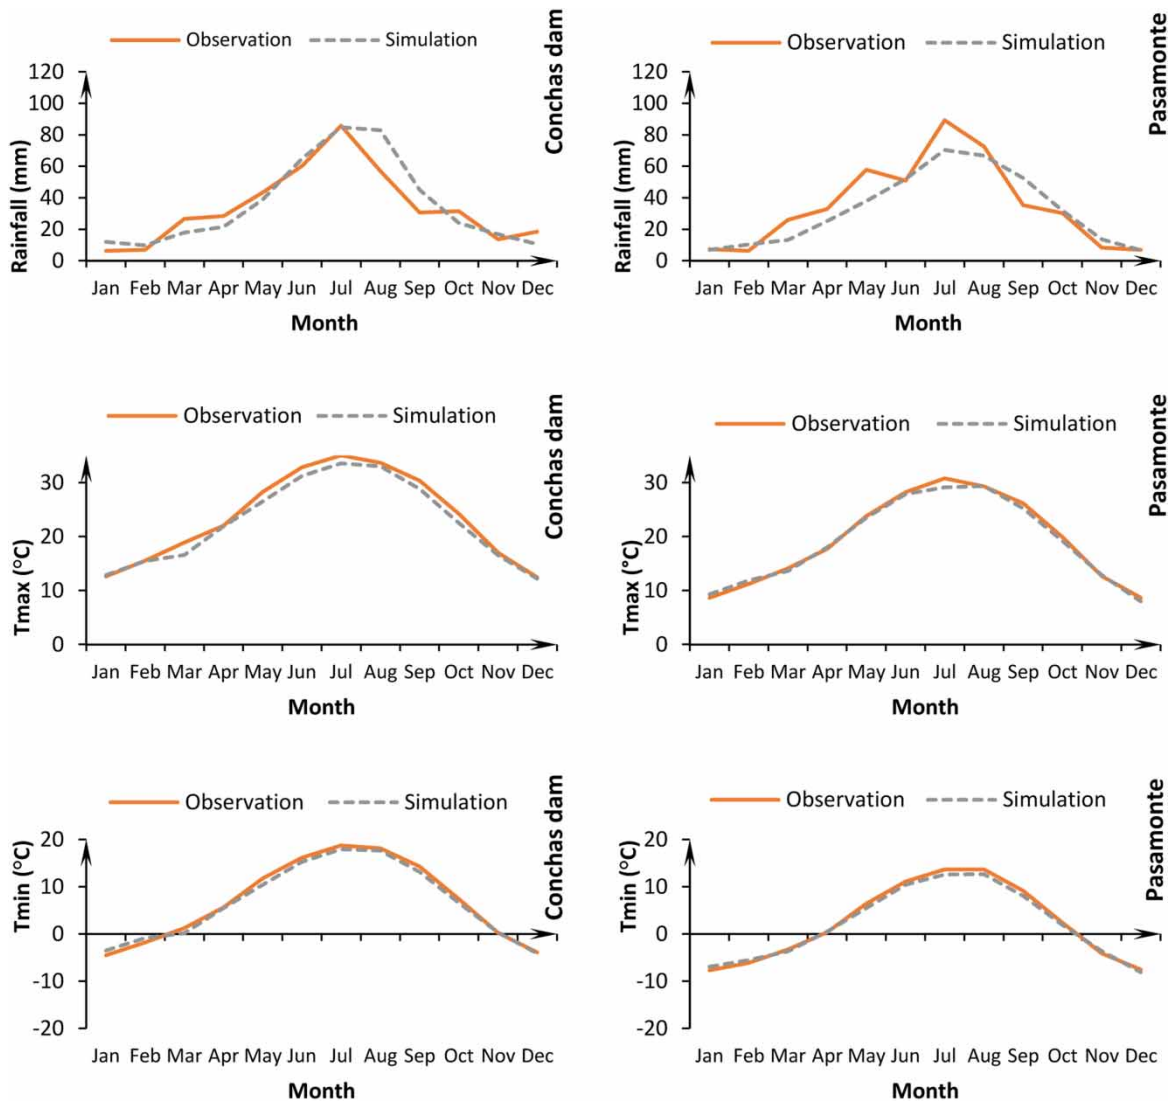 Observation Simulation
Conchas dam
120
100
80
60
40
20
0
Rainfall (mm)
Jan Feb Mar Apr May Jun Jul Aug Sep Oct Nov Dec
Month
Observation Simulation
Pasamonte
120
100
80
60
40
20
0
Rainfall (mm)
Jan Feb Mar Apr May Jun Jul Aug Sep Oct Nov Dec
Month
Observation Simulation
Conchas dam
30
20
10
0
Tmax (°C)
Jan Feb Mar Apr May Jun Jul Aug Sep Oct Nov Dec
Month
Observation Simulation
Pasamonte
30
20
10
0
Tmax (°C)
Jan Feb Mar Apr May Jun Jul Aug Sep Oct Nov Dec
Month
Observation Simulation
Conchas dam
20
10
0
-10
-20
Tmin (°C)
Jan Feb Mar Apr May Jun Jul Aug Sep Oct Nov Dec
Month
Observation Simulation
Pasamonte
20
10
0
-10
-20
Tmin (°C)
Jan Feb Mar Apr May Jun Jul Aug Sep Oct Nov Dec
Month